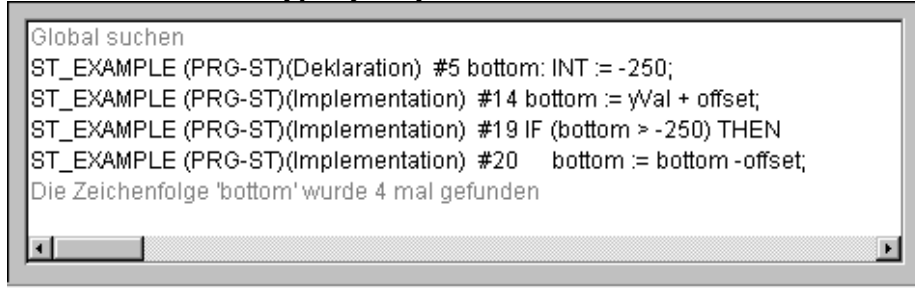 Global suchen
ST_EXAMPLE (PRG-ST)(Deklaration) #5 bottom: INT := -250;
ST_EXAMPLE (PRG-ST)(Implementation) #14 bottom := yVal + offset;
ST_EXAMPLE (PRG-ST)(Implementation) #19 IF (bottom > -250) THEN
ST_EXAMPLE (PRG-ST)(Implementation) #20 bottom := bottom -offset;
Die Zeichenfolge 'bottom' wurde 4 mal gefunden